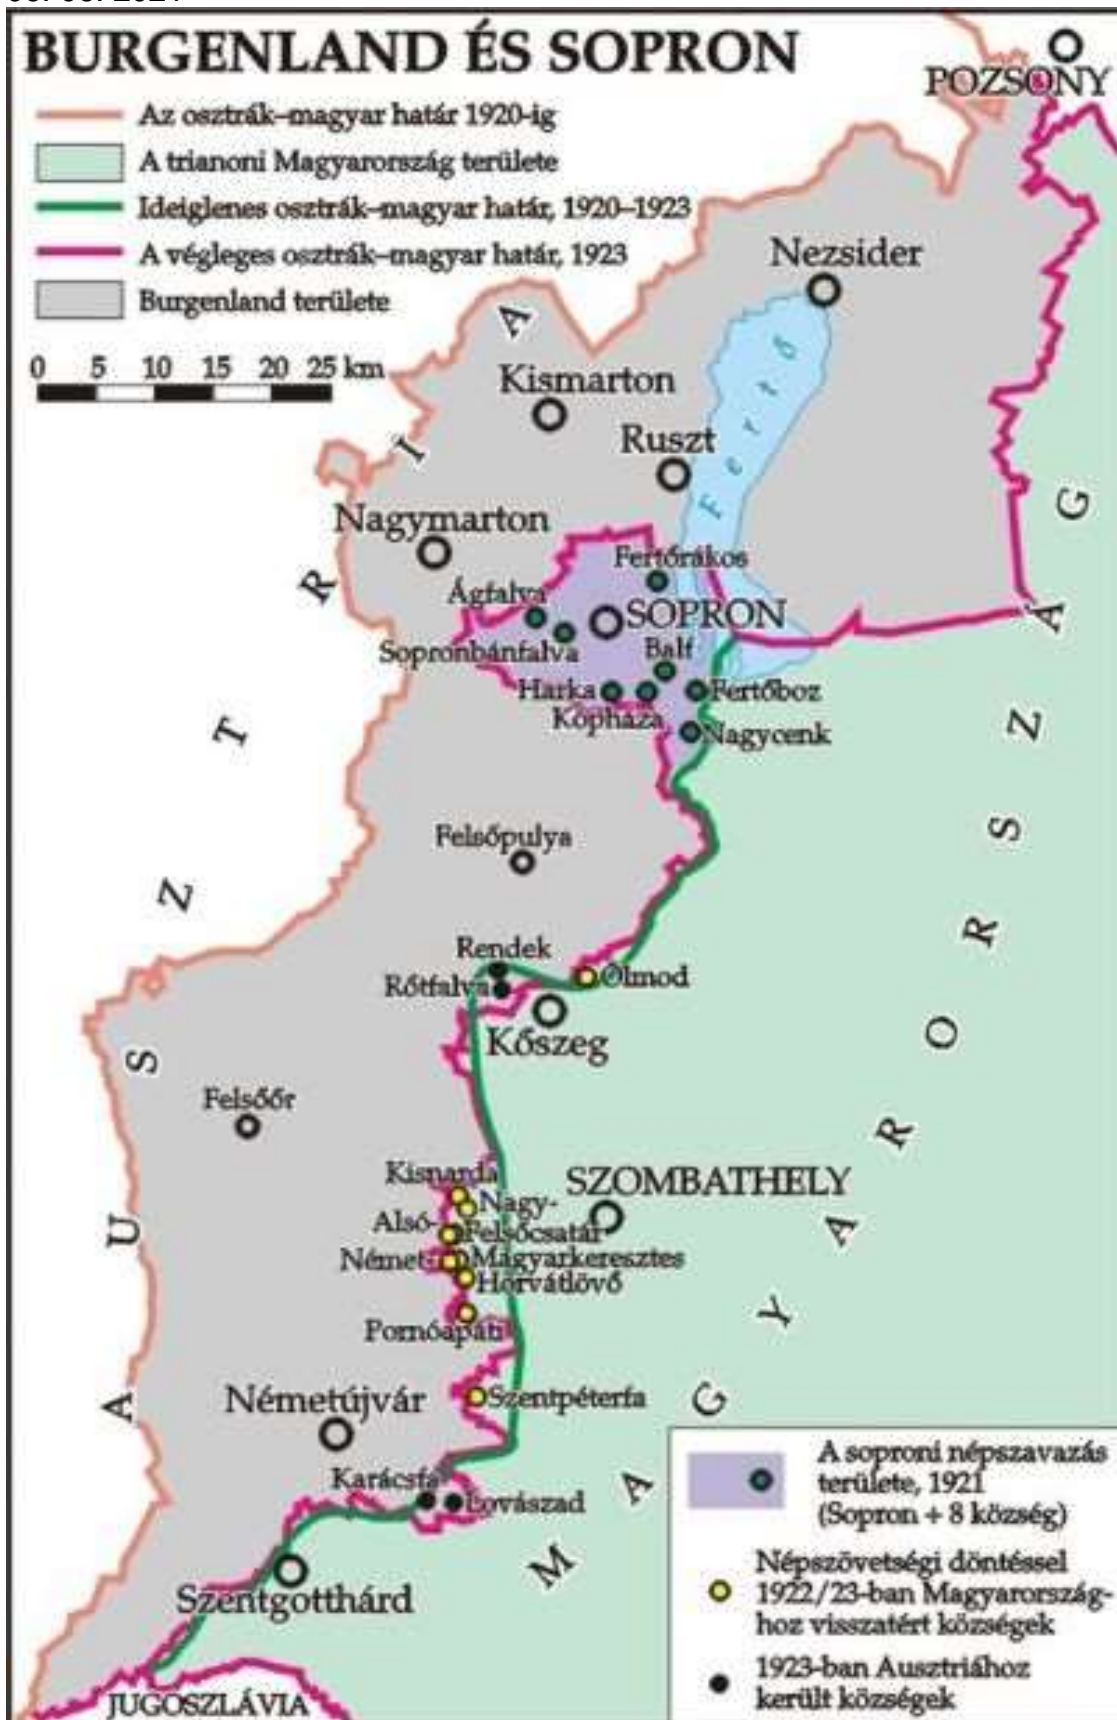 BURGENLAND ÉS SOPRON
Az osztrák–magyar határ 1920-ig
A trianoni Magyarország területe
Ideiglenes osztrák–magyar határ, 1920–1923
A végleges osztrák–magyar határ, 1923
Burgenland területe
0 5 10 15 20 25 km
POZSONY
Nezsider
Fertő
Kismarton
Ruszt
Nagymarton
Fertőrákos
Ágfalva
SOPRON
Sopronbánfalva
Balf
Harka
Fertőboz
Kópháza
Nagycenk
Felsőpulya
Rendek
Ólmod
Rőtfalva
Kőszeg
Felsőőr
Kisnarda
SZOMBATHELY
Nagy-
Alsó-
Felsőcsatár
Német-
Magyarkeresztes
Horvátlövő
Pornóapáti
Szentpéterfa
Németújvár
Karácsfa
Lovászad
Szentgotthárd
JUGOSZLÁVIA
AUSZTRIA
MAGYARORSZÁG
A soproni népszavazás
területe, 1921
(Sopron + 8 község)
Népszövetségi döntéssel
1922/23-ban Magyarország-
hoz visszatért községek
1923-ban Ausztriához
került községek